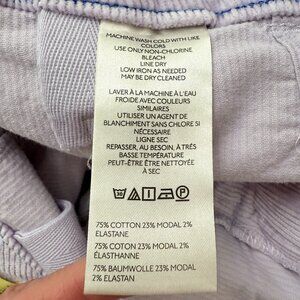 MACHINE WASH COLD WITH LIKE
COLORS
USE ONLY NON-CHLORINE
BLEACH
LINE DRY
LOW IRON AS NEEDED
MAY BE DRY CLEANED
LAVER À LA MACHINE À L'EAU
FROIDE AVEC COULEURS
SIMILAIRES
UTILISER UN AGENT DE
BLANCHIMENT SANS CHLORE SI
NÉCESSAIRE
LIGNE SEC
REPASSER, AU BESOIN, À TRÈS
BASSE TEMPÉRATURE
PEUT-ÊTRE ÊTRE NETTOYÉE
À SEC
75% COTTON 23% MODAL 2%
ELASTANE
75% COTON 23% MODAL 2%
ÉLASTHANNE
75% BAUMWOLLE 23% MODAL
2% ELASTAN